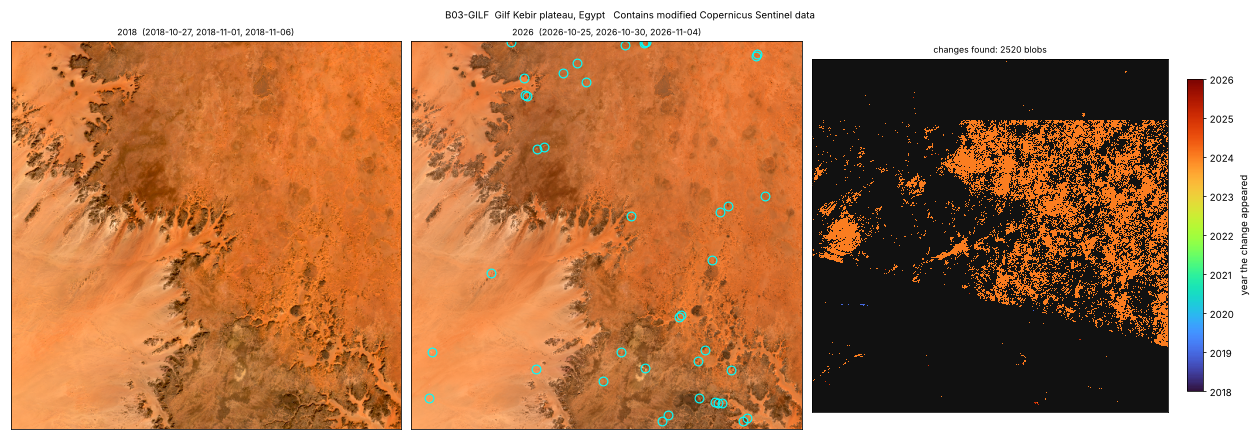 B03-GILF  Gilf Kebir plateau, Egypt   Contains modified Copernicus Sentinel data
2018  (2018-10-27, 2018-11-01, 2018-11-06)
2026  (2026-10-25, 2026-10-30, 2026-11-04)
changes found: 2520 blobs
2026
2025
2024
2023
2022
2021
2020
2019
2018
year the change appeared